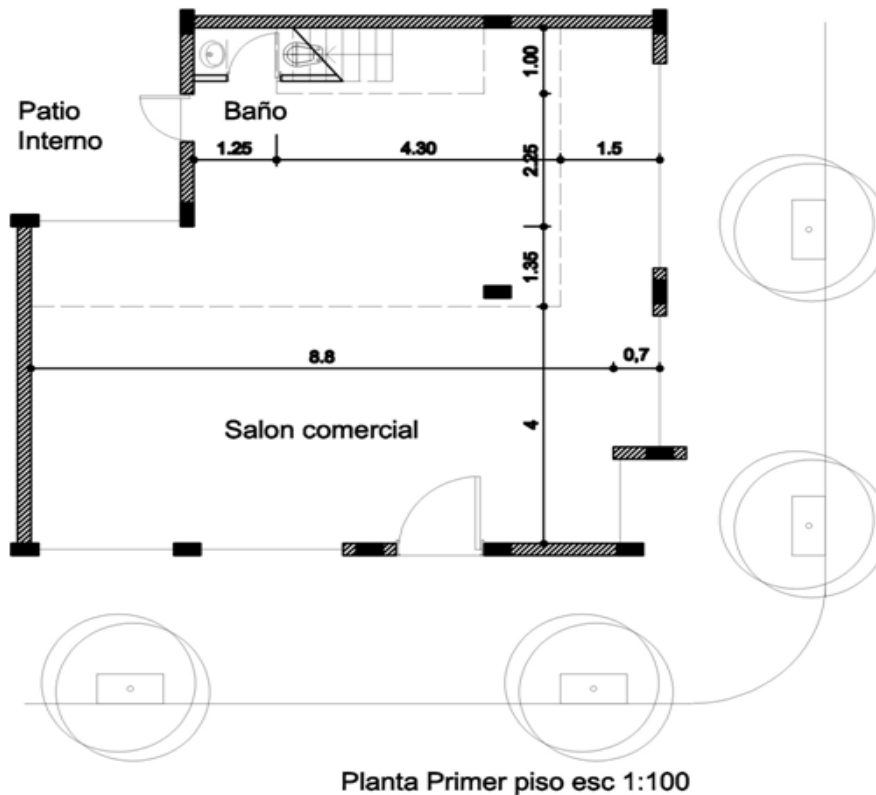 1.00
Patio
Interno
Baño
1.25
4.30
2.25
1.5
1.35
8.8
0,7
4
Salon comercial
Planta Primer piso esc 1:100